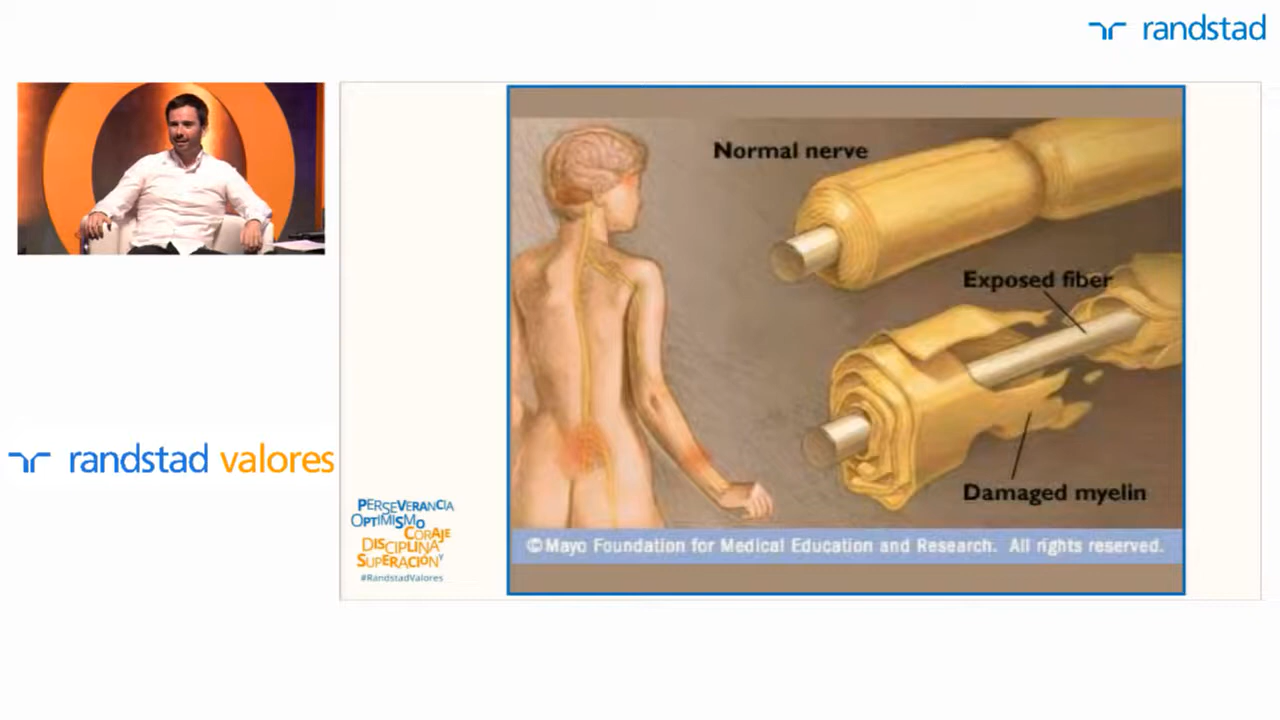 randstad
Normal nerve
Exposed fiber
Damaged myelin
©Mayo Foundation for Medical Education and Research. All rights reserved.
randstad valores
PERSEVERANCIA
OPTIMISMO
CORAJE
DISCIPLINA Y
SUPERACIÓN
#RandstadValores